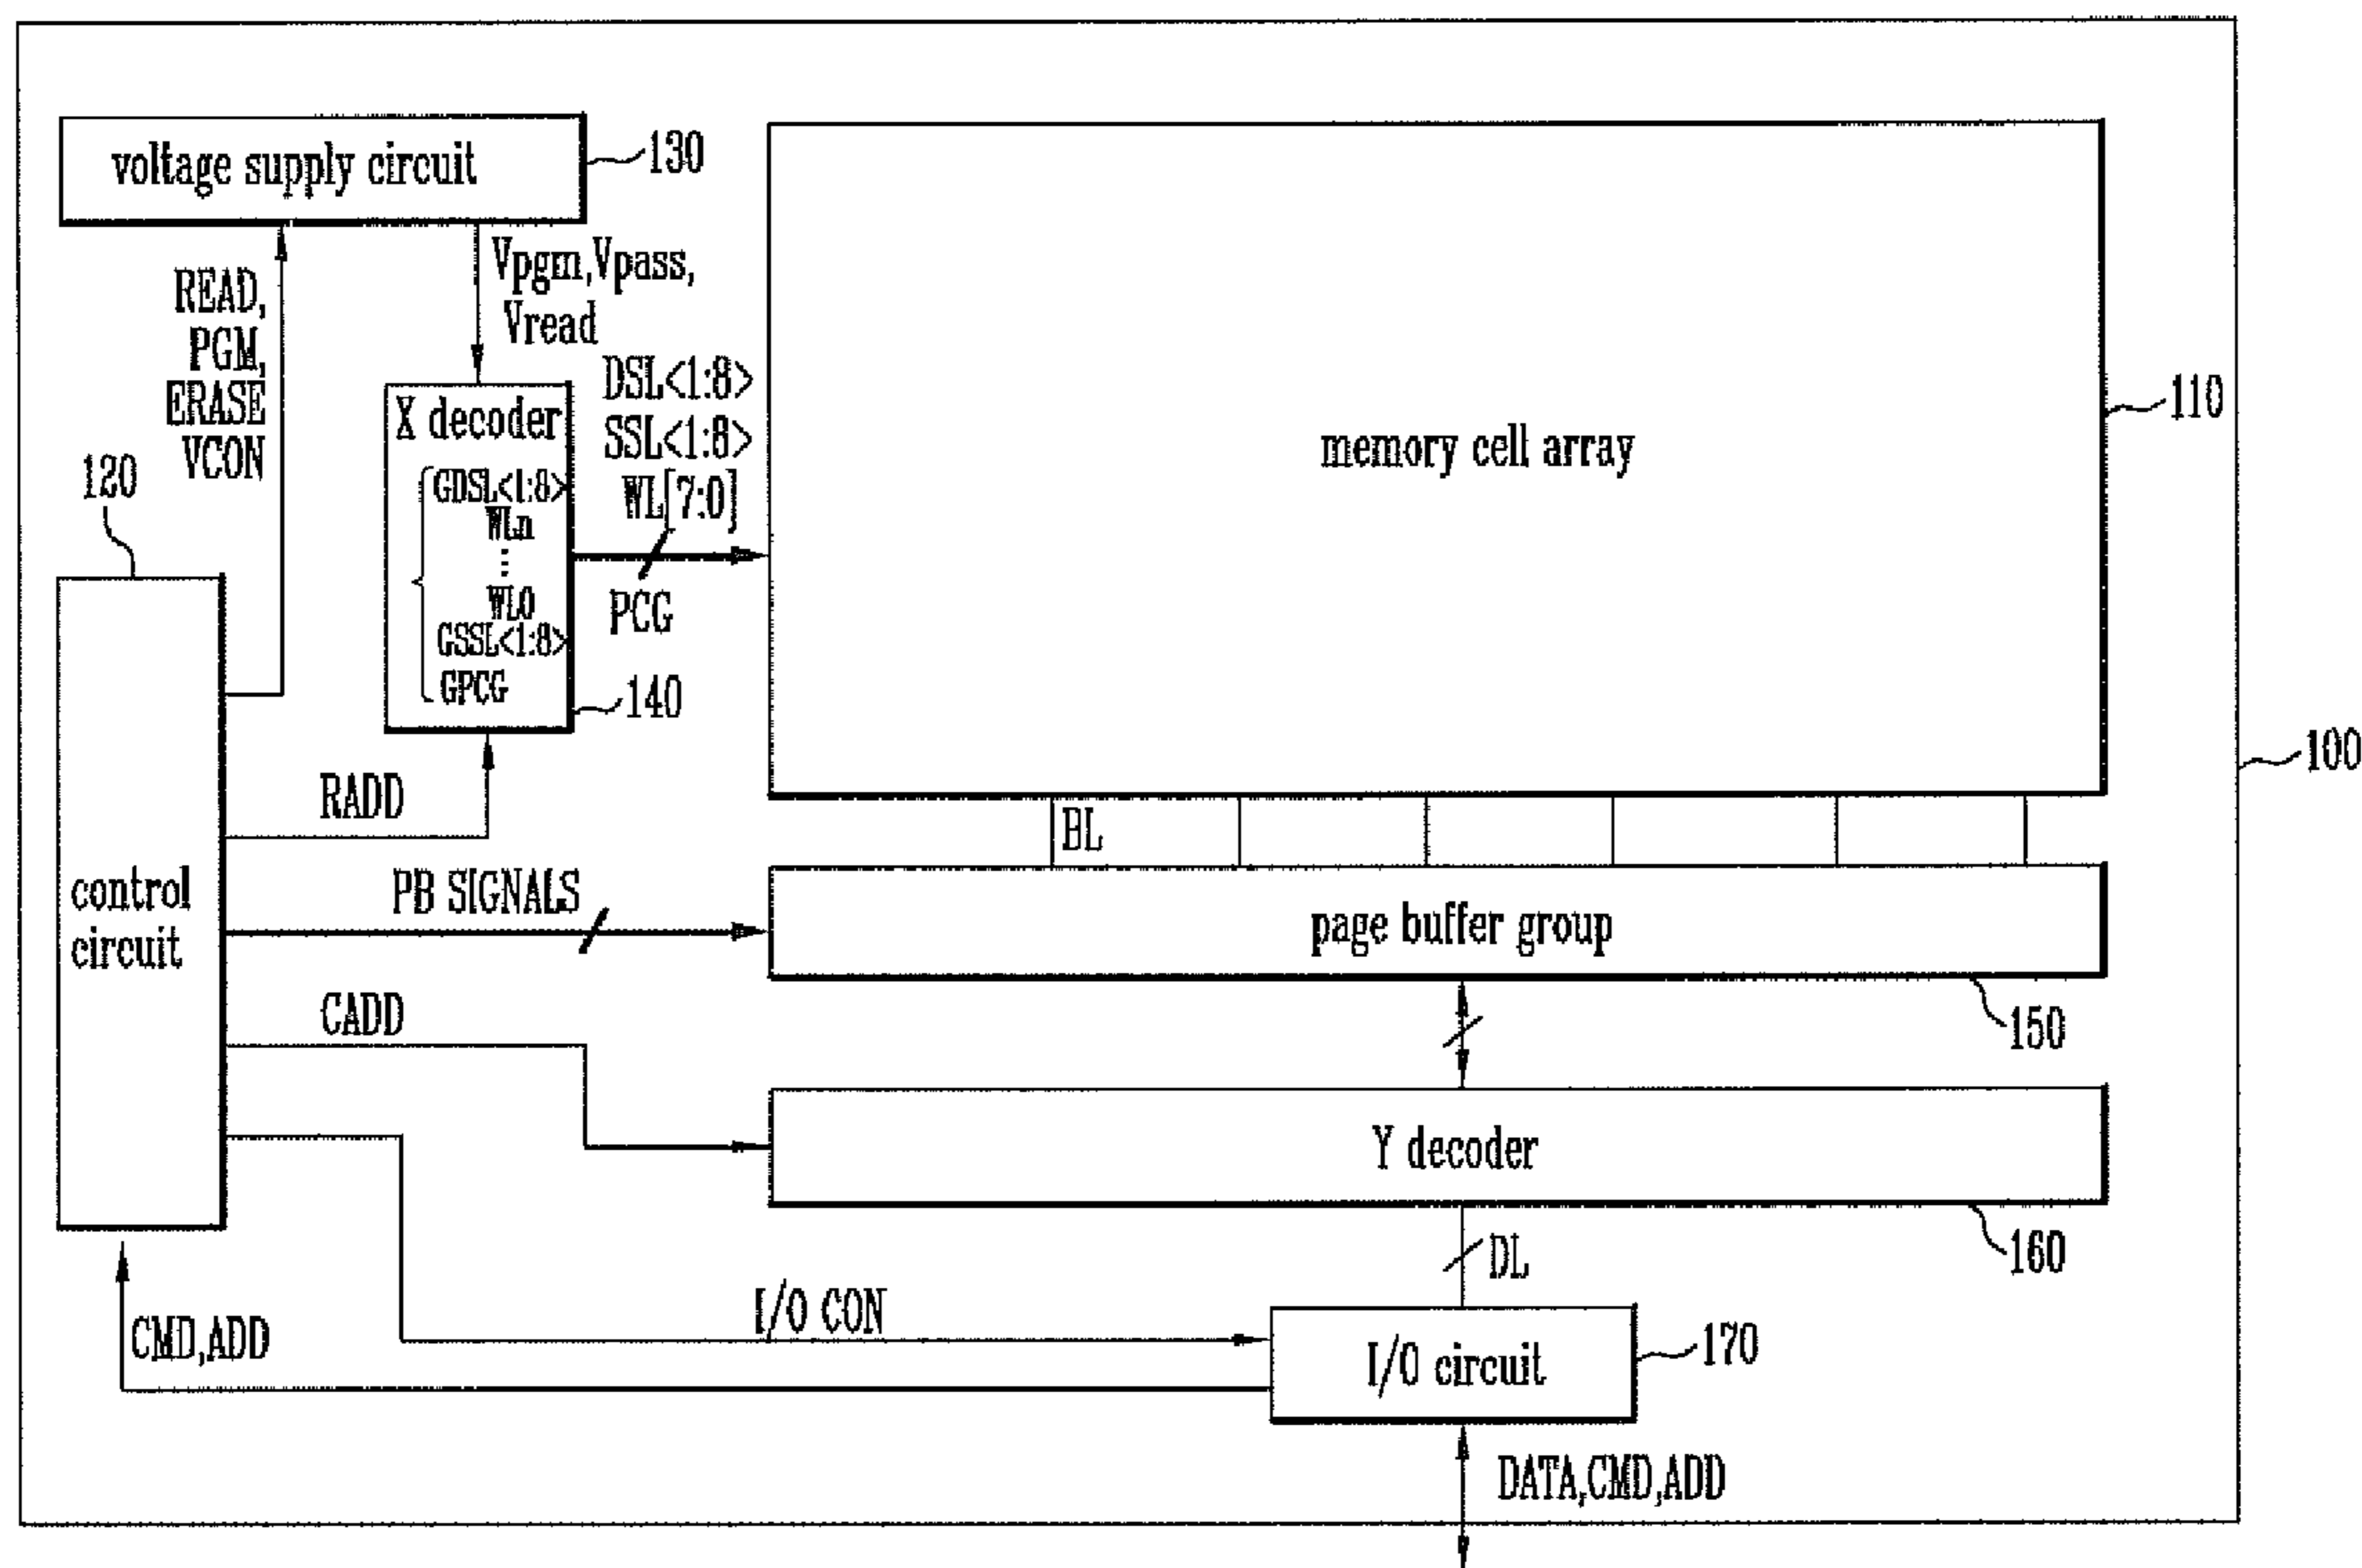 voltage supply circuit
130
Vpgm,Vpass,
Vread
READ,
PGM,
ERASE
VCON
X decoder
GDSL<1:8>
WLn
⋮
WL0
GSSL<1:8>
GPCG
140
DSL<1:8>
SSL<1:8>
WL[7:0]
PCG
memory cell array
110
100
120
control
circuit
RADD
BL
PB SIGNALS
page buffer group
150
CADD
Y decoder
160
DL
I/O CON
CMD,ADD
I/O circuit
170
DATA,CMD,ADD